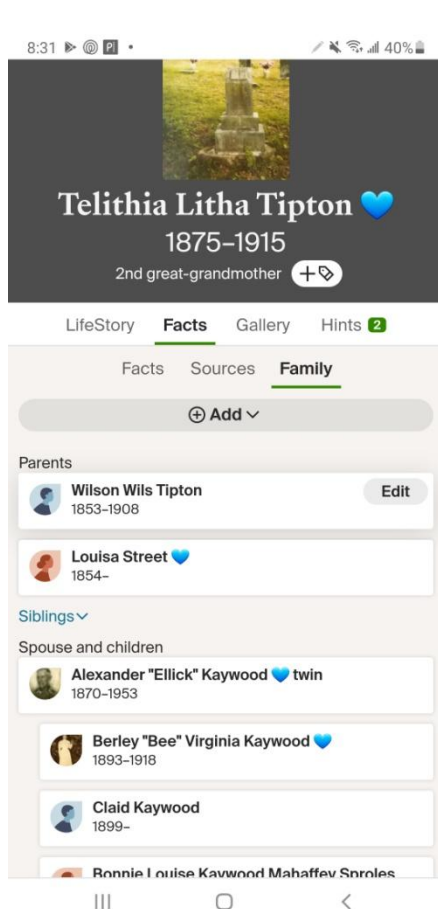 8:31 40%
Telithia Litha Tipton 💙
1875–1915
2nd great-grandmother +
LifeStory Facts Gallery Hints 2
Facts Sources Family
Add
Parents
Wilson Wils Tipton Edit
1853–1908
Louisa Street 💙
1854–
Siblings
Spouse and children
Alexander "Ellick" Kaywood 💙 twin
1870–1953
Berley "Bee" Virginia Kaywood 💙
1893–1918
Claid Kaywood
1899–
Bonnie Louise Kaywood Mahaffey Sproles